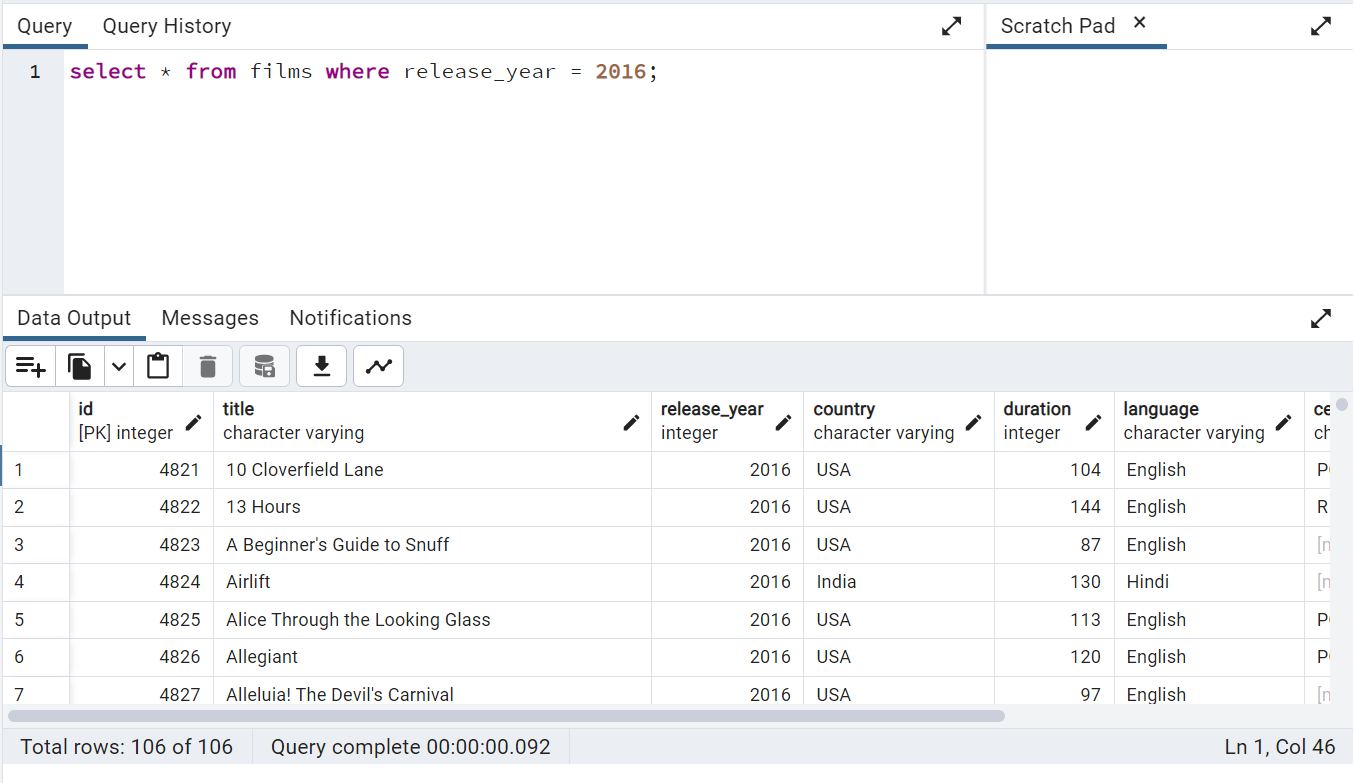 Query Query History Scratch Pad
1 select * from films where release_year = 2016;
Data Output Messages Notifications
id title release_year country duration language ce
[PK] integer character varying integer character varying integer character varying ch
1 4821 10 Cloverfield Lane 2016 USA 104 English
2 4822 13 Hours 2016 USA 144 English R
3 4823 A Beginner's Guide to Snuff 2016 USA 87 English
4 4824 Airlift 2016 India 130 Hindi
5 4825 Alice Through the Looking Glass 2016 USA 113 English
6 4826 Allegiant 2016 USA 120 English
7 4827 Alleluia! The Devil's Carnival 2016 USA 97 English
Total rows: 106 of 106 Query complete 00:00:00.092 Ln 1, Col 46